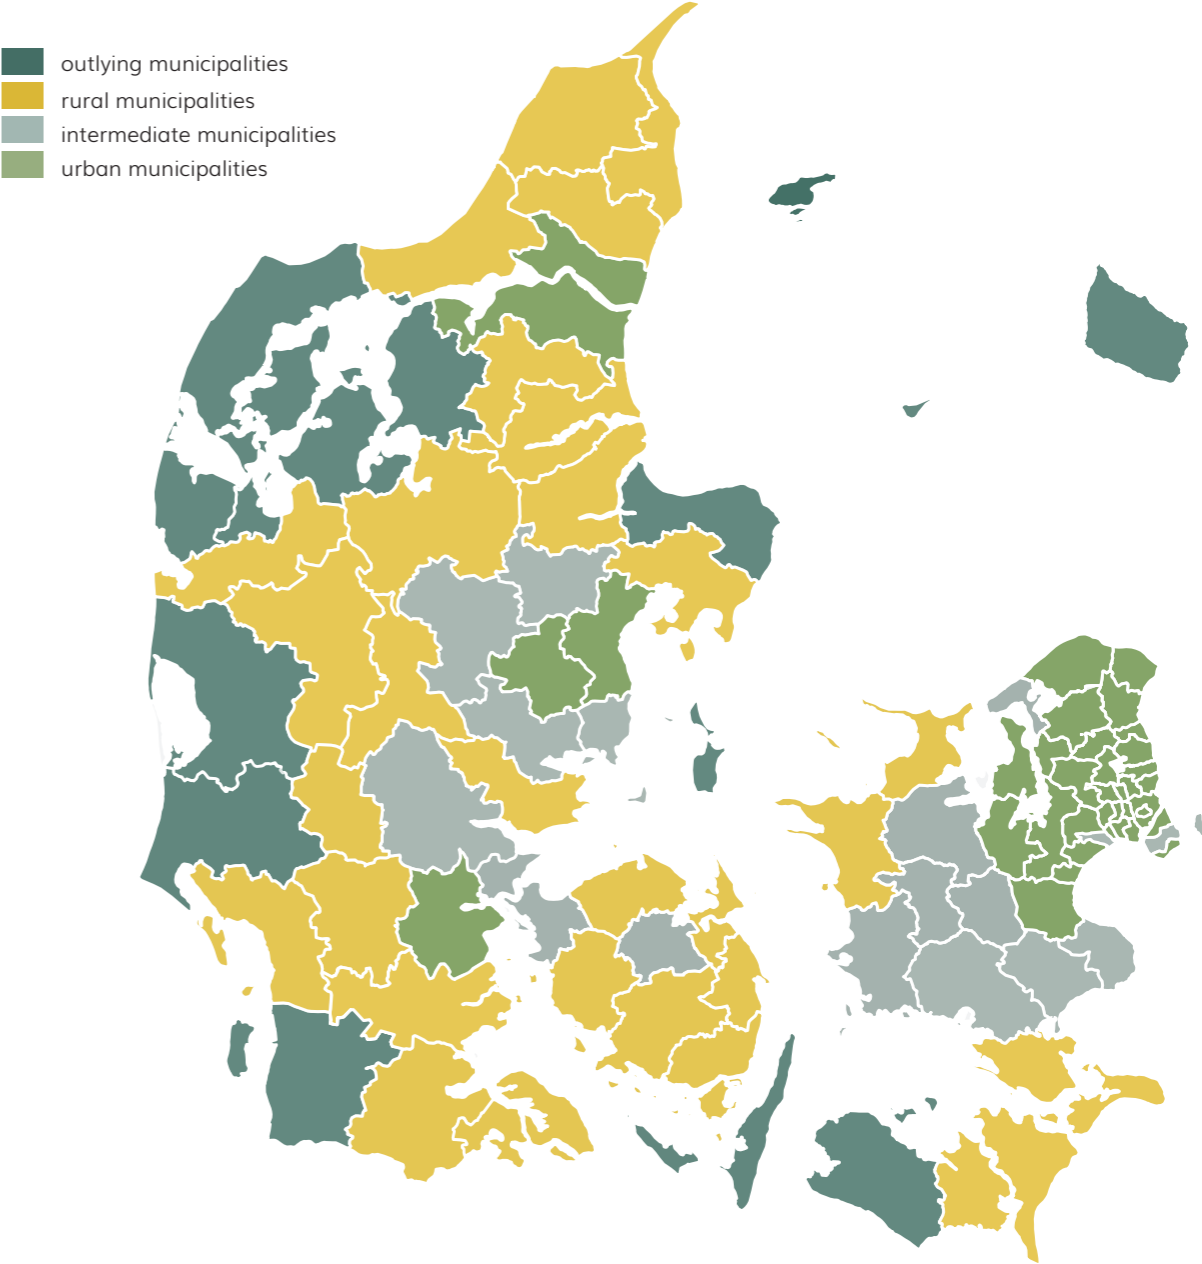 outlying municipalities
rural municipalities
intermediate municipalities
urban municipalities